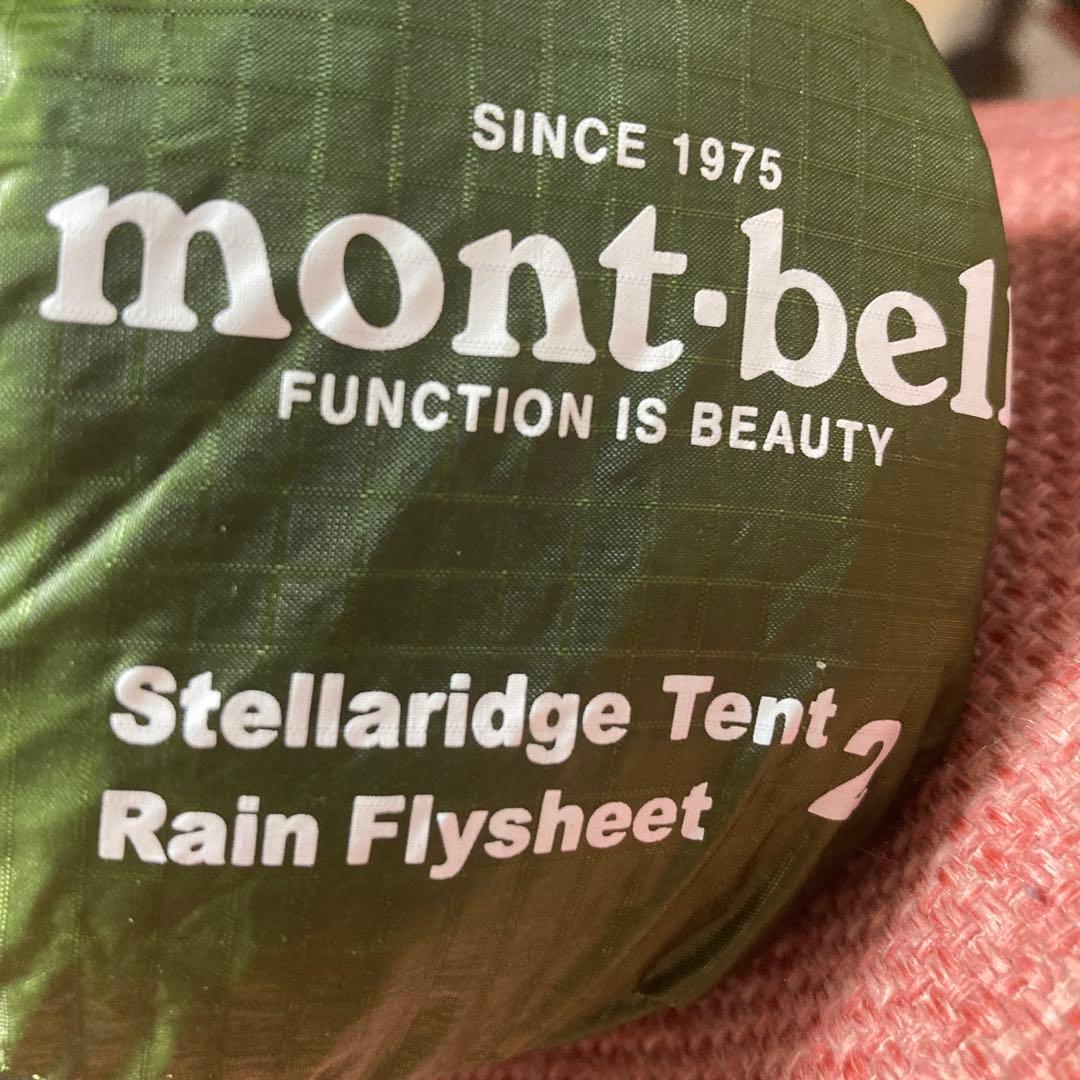 SINCE 1975
mont·bell
FUNCTION IS BEAUTY
Stellaridge Tent 2
Rain Flysheet